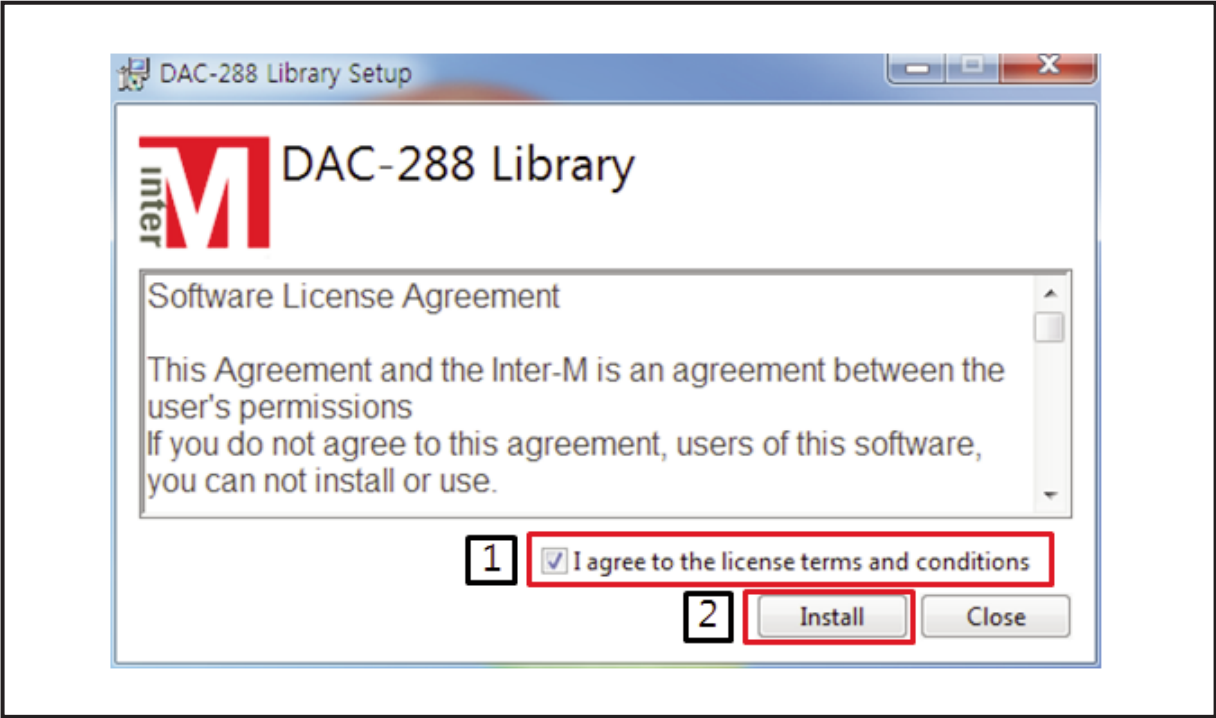 DAC-288 Library Setup
inter M
DAC-288 Library
Software License Agreement
This Agreement and the Inter-M is an agreement between the
user's permissions
If you do not agree to this agreement, users of this software,
you can not install or use.
1 I agree to the license terms and conditions
2 Install Close